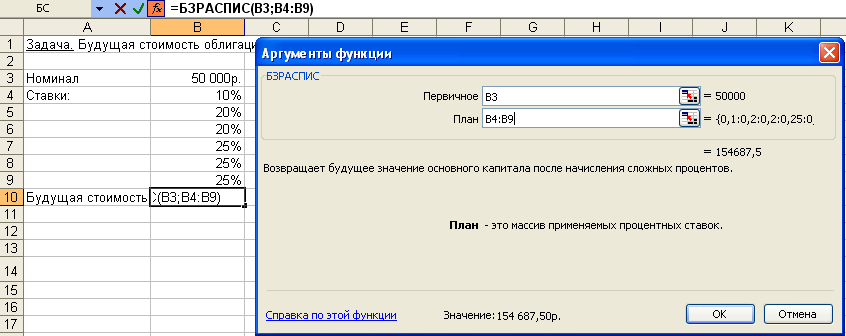 БС =БЗРАСПИС(B3;B4:B9)
A B C D E F G H I J K
1 Задача. Будущая стоимость облигаци
2
3 Номинал 50 000р.
4 Ставки: 10%
5 20%
6 20%
7 25%
8 25%
9 25%
10 Будущая стоимость С(B3;B4:B9)
11
12
13
14
15
16
17
Аргументы функции
БЗРАСПИС
Первичное B3 = 50000
План B4:B9 = {0,1:0,2:0,2:0,25:0,
= 154687,5
Возвращает будущее значение основного капитала после начисления сложных процентов.
План - это массив применяемых процентных ставок.
Справка по этой функции Значение: 154 687,50р. ОК Отмена